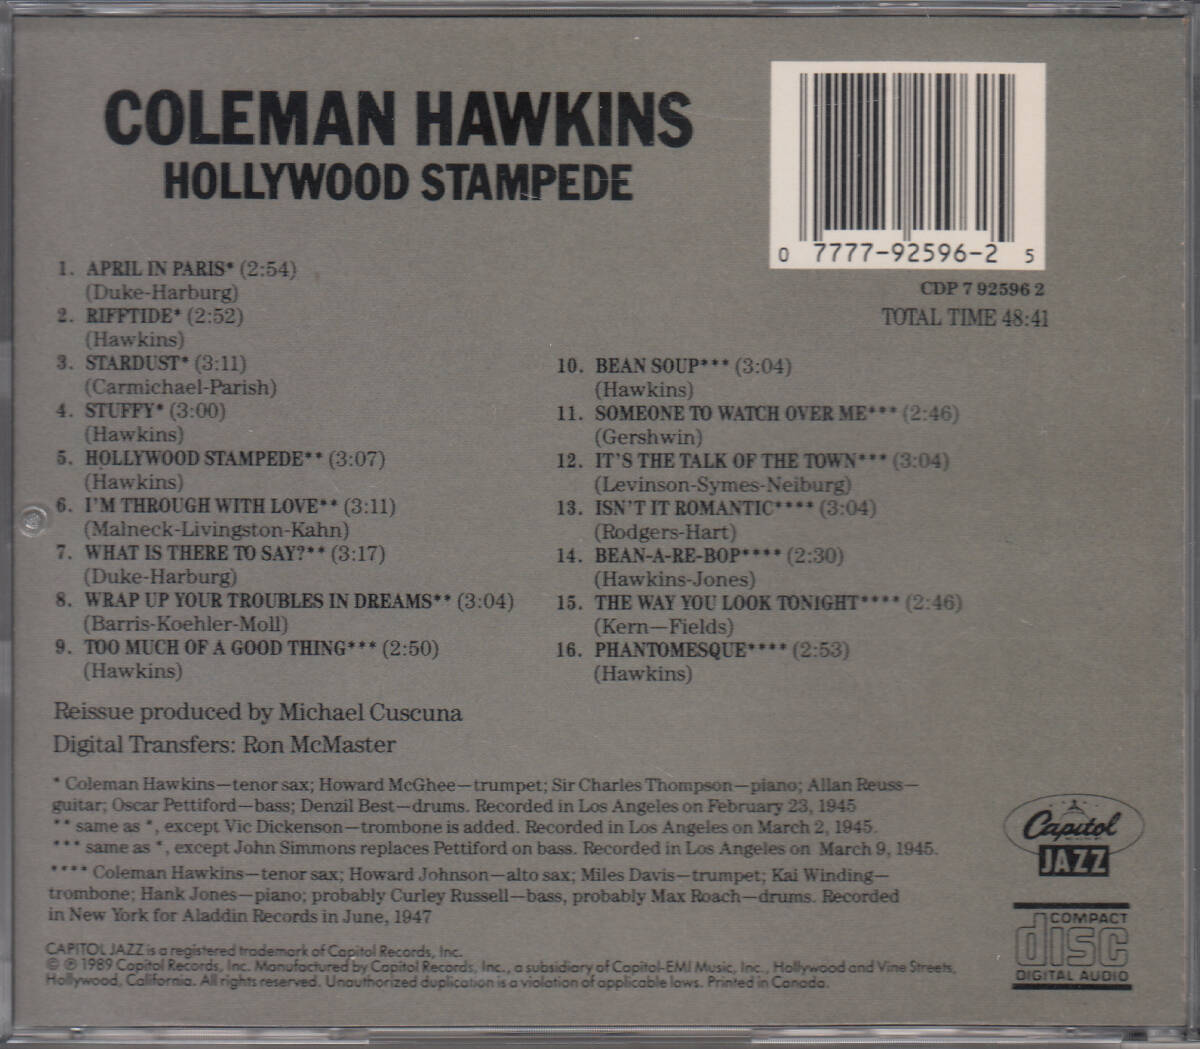 COLEMAN HAWKINS
HOLLYWOOD STAMPEDE
0 7777-92596-2 5
CDP 7 92596 2
TOTAL TIME 48:41
1. APRIL IN PARIS* (2:54)
(Duke-Harburg)
2. RIFFTIDE* (2:52)
(Hawkins)
3. STARDUST* (3:11)
(Carmichael-Parish)
4. STUFFY* (3:00)
(Hawkins)
5. HOLLYWOOD STAMPEDE** (3:07)
(Hawkins)
6. I'M THROUGH WITH LOVE** (3:11)
(Malneck-Livingston-Kahn)
7. WHAT IS THERE TO SAY?** (3:17)
(Duke-Harburg)
8. WRAP UP YOUR TROUBLES IN DREAMS** (3:04)
(Barris-Koehler-Moll)
9. TOO MUCH OF A GOOD THING*** (2:50)
(Hawkins)
10. BEAN SOUP*** (3:04)
(Hawkins)
11. SOMEONE TO WATCH OVER ME*** (2:46)
(Gershwin)
12. IT'S THE TALK OF THE TOWN*** (3:04)
(Levinson-Symes-Neiburg)
13. ISN'T IT ROMANTIC**** (3:04)
(Rodgers-Hart)
14. BEAN-A-RE-BOP**** (2:30)
(Hawkins-Jones)
15. THE WAY YOU LOOK TONIGHT**** (2:46)
(Kern—Fields)
16. PHANTOMESQUE**** (2:53)
(Hawkins)
Reissue produced by Michael Cuscuna
Digital Transfers: Ron McMaster
* Coleman Hawkins—tenor sax; Howard McGhee—trumpet; Sir Charles Thompson—piano; Allan Reuss—
guitar; Oscar Pettiford—bass; Denzil Best—drums. Recorded in Los Angeles on February 23, 1945
** same as *, except Vic Dickenson—trombone is added. Recorded in Los Angeles on March 2, 1945.
*** same as *, except John Simmons replaces Pettiford on bass. Recorded in Los Angeles on March 9, 1945.
**** Coleman Hawkins—tenor sax; Howard Johnson—alto sax; Miles Davis—trumpet; Kai Winding—
trombone; Hank Jones—piano; probably Curley Russell—bass, probably Max Roach—drums. Recorded
in New York for Aladdin Records in June, 1947
CAPITOL JAZZ is a registered trademark of Capitol Records, Inc.
© ℗ 1989 Capitol Records, Inc. Manufactured by Capitol Records, Inc., a subsidiary of Capitol-EMI Music, Inc., Hollywood and Vine Streets,
Hollywood, California. All rights reserved. Unauthorized duplication is a violation of applicable laws. Printed in Canada.
Capitol
JAZZ
COMPACT
disc
DIGITAL AUDIO